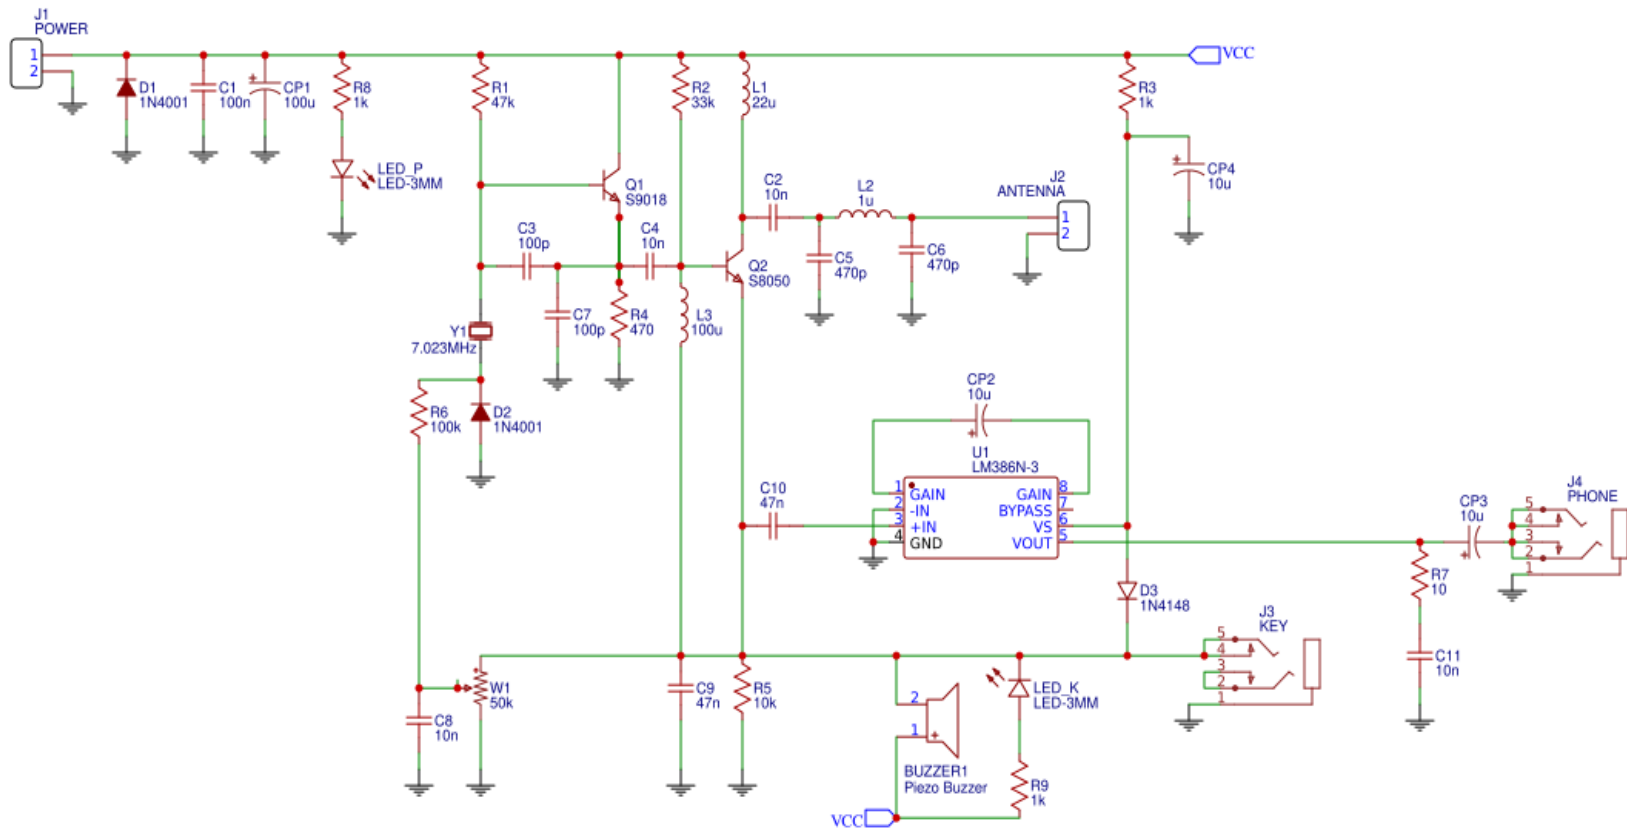 J1
POWER
1
2
D1
1N4001
C1
100n
CP1
100u
+
R8
1k
LED_P
LED-3MM
R1
47k
Q1
S9018
R2
33k
L1
22u
VCC
R3
1k
CP4
10u
+
C3
100p
C4
10n
C7
100p
R4
470
L3
100u
Q2
S8050
C2
10n
L2
1u
C5
470p
C6
470p
J2
ANTENNA
1
2
Y1
7.023MHz
R6
100k
D2
1N4001
CP2
10u
+
U1
LM386N-3
1 GAIN
2 -IN
3 +IN
4 GND
GAIN 8
BYPASS 7
VS 6
VOUT 5
C10
47n
D3
1N4148
CP3
10u
+
J4
PHONE
5
4
3
2
1
R7
10
C11
10n
J3
KEY
5
4
3
2
1
W1
50k
C8
10n
C9
47n
R5
10k
2
1
+
BUZZER1
Piezo Buzzer
LED_K
LED-3MM
R9
1k
VCC